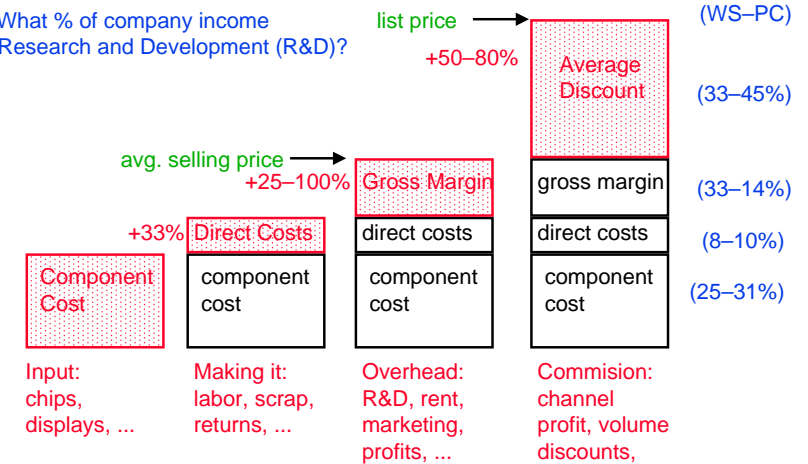 What % of company income
Research and Development (R&D)?
list price
(WS–PC)
+50–80%
Average
Discount
(33–45%)
avg. selling price
+25–100%
Gross Margin
gross margin
(33–14%)
+33%
Direct Costs
direct costs
direct costs
(8–10%)
Component
Cost
component
cost
component
cost
component
cost
(25–31%)
Input:
chips,
displays, ...
Making it:
labor, scrap,
returns, ...
Overhead:
R&D, rent,
marketing,
profits, ...
Commision:
channel
profit, volume
discounts,